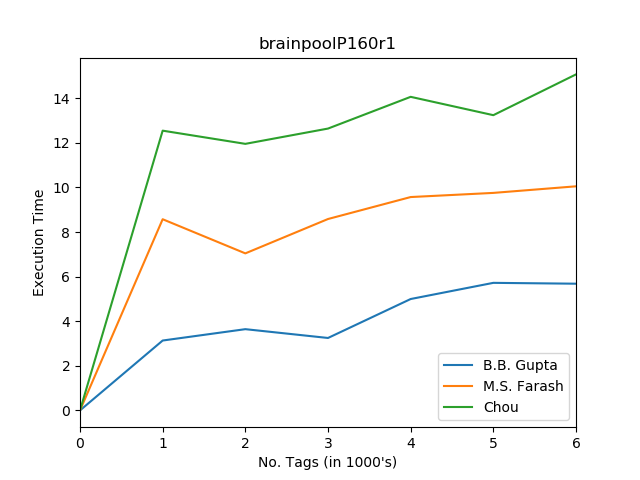 brainpoolP160r1
Execution Time
14
12
10
8
6
4
2
0
0 1 2 3 4 5 6
No. Tags (in 1000's)
B.B. Gupta
M.S. Farash
Chou